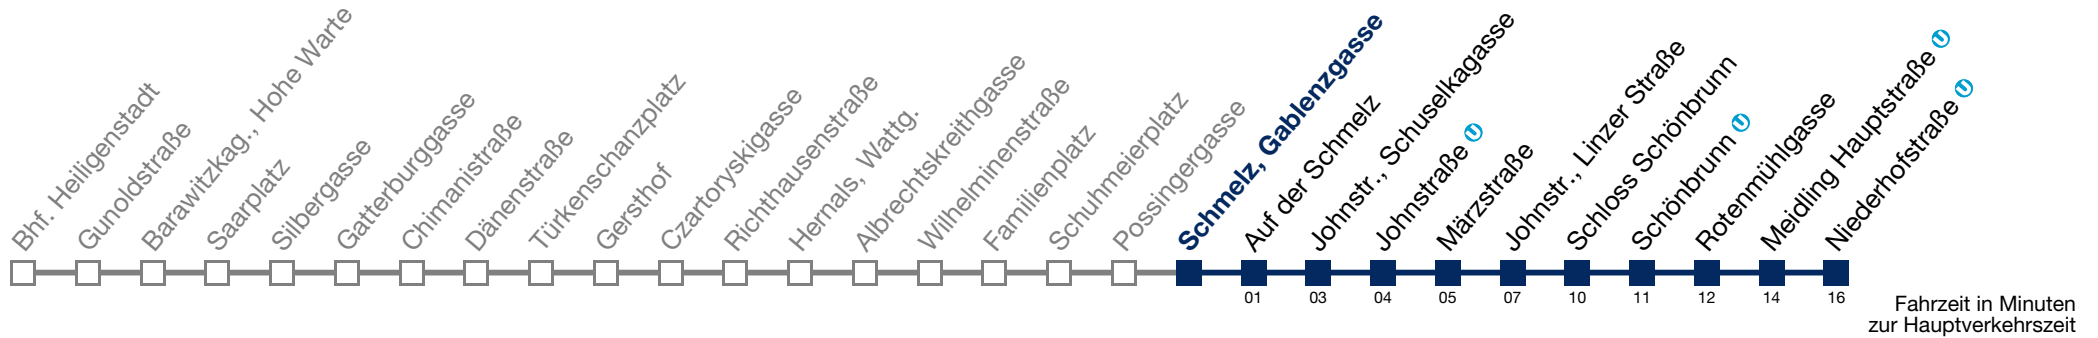 Bhf. Heiligenstadt
Gunoldstraße
Barawitzkag., Hohe Warte
Saarplatz
Silbergasse
Gatterburggasse
Chimanistraße
Dänenstraße
Türkenschanzplatz
Gersthof
Czartoryskigasse
Richthausenstraße
Hernals, Wattg.
Albrechtskreithgasse
Wilhelminenstraße
Familienplatz
Schuhmeierplatz
Possingergasse
Schmelz, Gablenzgasse
Auf der Schmelz
Johnstr., Schuselkagasse
Johnstraße U
Märzstraße
Johnstr., Linzer Straße
Schloss Schönbrunn
Schönbrunn U
Rotenmühlgasse
Meidling Hauptstraße U
Niederhofstraße U
01 03 04 05 07 10 11 12 14 16
Fahrzeit in Minuten
zur Hauptverkehrszeit